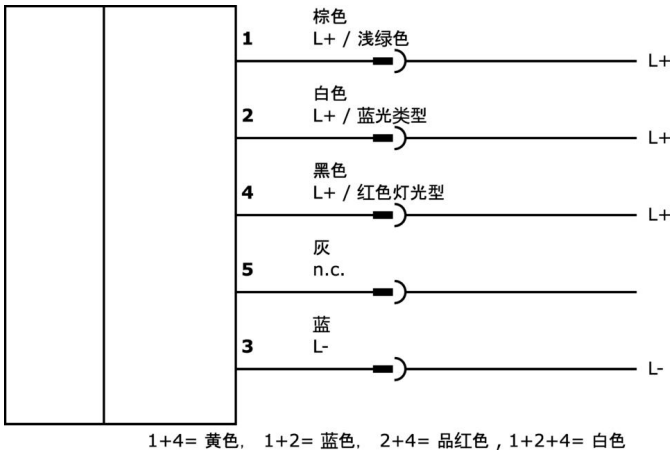 棕色
1 L+ / 浅绿色
L+
白色
2 L+ / 蓝光类型
L+
黑色
4 L+ / 红色灯光型
L+
灰
5 n.c.
蓝
3 L-
L-
1+4= 黄色, 1+2= 蓝色, 2+4= 品红色 , 1+2+4= 白色